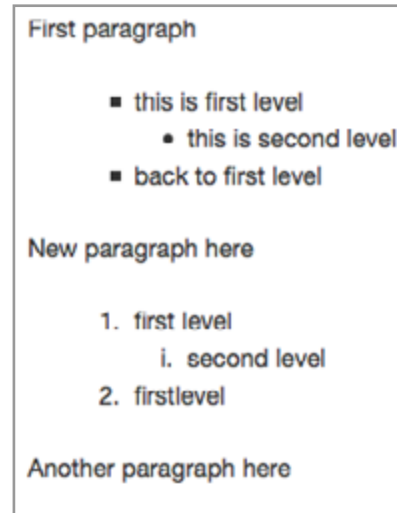 First paragraph
▪ this is first level
• this is second level
▪ back to first level
New paragraph here
1. first level
i. second level
2. firstlevel
Another paragraph here